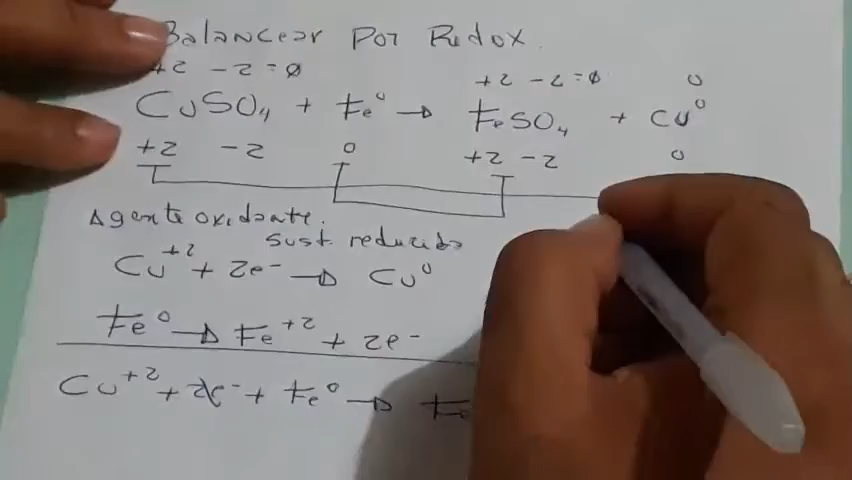 Balancear Por Redox.
+2 -2 = 0 +2 -2 = 0 0
CuSO4 + Fe⁰ → FeSO4 + Cu⁰
+2 -2 0 +2 -2 0
Agente oxidante.
Sust. reducida
Cu⁺² + 2e⁻ → Cu⁰
Fe⁰ → Fe⁺² + 2e⁻
Cu⁺² + 2e⁻ + Fe⁰ → Fe